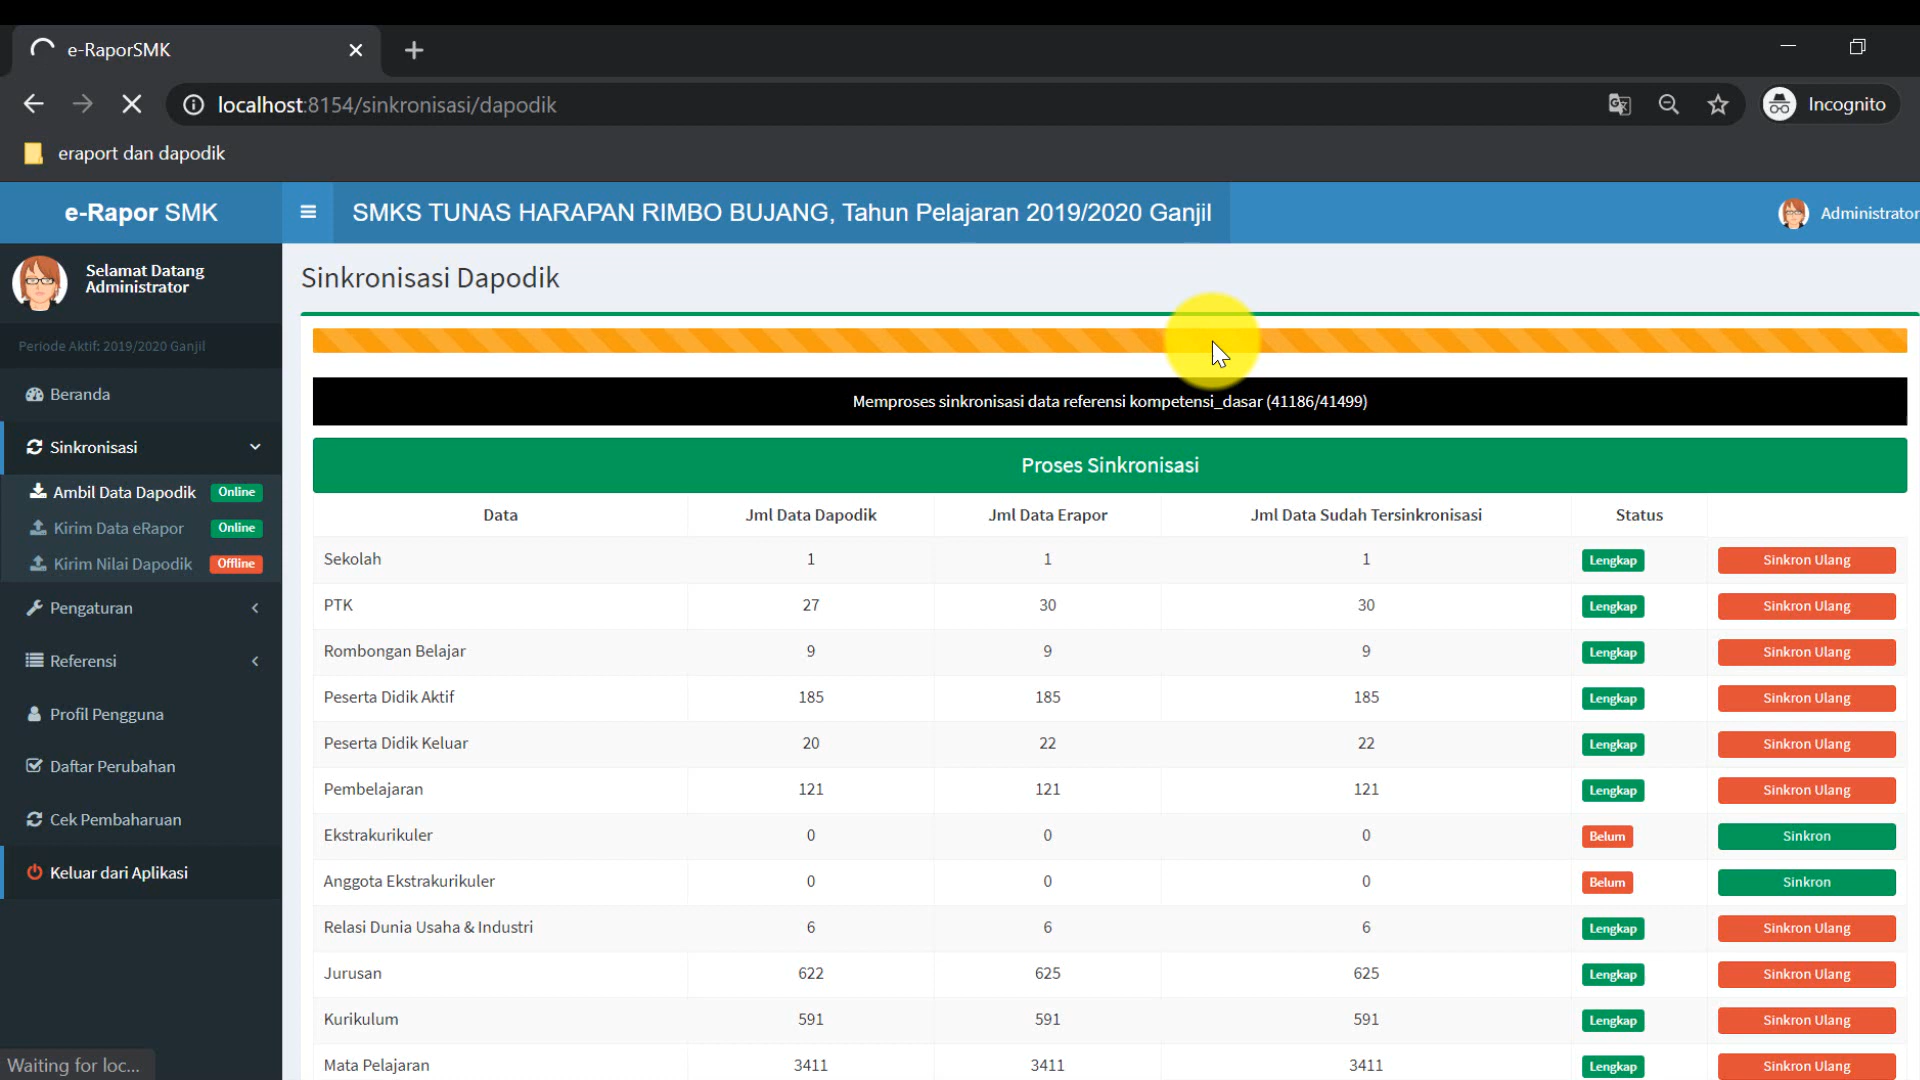 e-RaporSMK
localhost:8154/sinkronisasi/dapodik
Incognito
eraport dan dapodik
e-Rapor SMK
SMKS TUNAS HARAPAN RIMBO BUJANG, Tahun Pelajaran 2019/2020 Ganjil
Administrator
Selamat Datang
Administrator
Periode Aktif: 2019/2020 Ganjil
Beranda
Sinkronisasi
Ambil Data Dapodik Online
Kirim Data eRapor Online
Kirim Nilai Dapodik Offline
Pengaturan
Referensi
Profil Pengguna
Daftar Perubahan
Cek Pembaharuan
Keluar dari Aplikasi
Sinkronisasi Dapodik
Memproses sinkronisasi data referensi kompetensi_dasar (41186/41499)
Proses Sinkronisasi
Data Jml Data Dapodik Jml Data Erapor Jml Data Sudah Tersinkronisasi Status
Sekolah 1 1 1 Lengkap Sinkron Ulang
PTK 27 30 30 Lengkap Sinkron Ulang
Rombongan Belajar 9 9 9 Lengkap Sinkron Ulang
Peserta Didik Aktif 185 185 185 Lengkap Sinkron Ulang
Peserta Didik Keluar 20 22 22 Lengkap Sinkron Ulang
Pembelajaran 121 121 121 Lengkap Sinkron Ulang
Ekstrakurikuler 0 0 0 Belum Sinkron
Anggota Ekstrakurikuler 0 0 0 Belum Sinkron
Relasi Dunia Usaha & Industri 6 6 6 Lengkap Sinkron Ulang
Jurusan 622 625 625 Lengkap Sinkron Ulang
Kurikulum 591 591 591 Lengkap Sinkron Ulang
Mata Pelajaran 3411 3411 3411 Lengkap Sinkron Ulang
Waiting for loc...